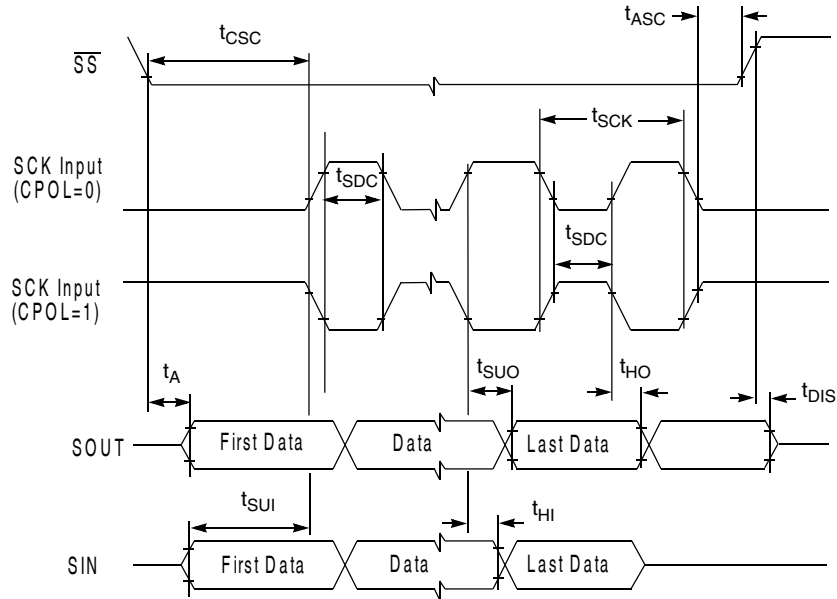 tASC
tCSC
SS
tSCK
SCK Input
(CPOL=0)
tSDC
tSDC
SCK Input
(CPOL=1)
tA
tSUO
tHO
tDIS
SOUT
First Data
Data
Last Data
tSUI
tHI
SIN
First Data
Data
Last Data